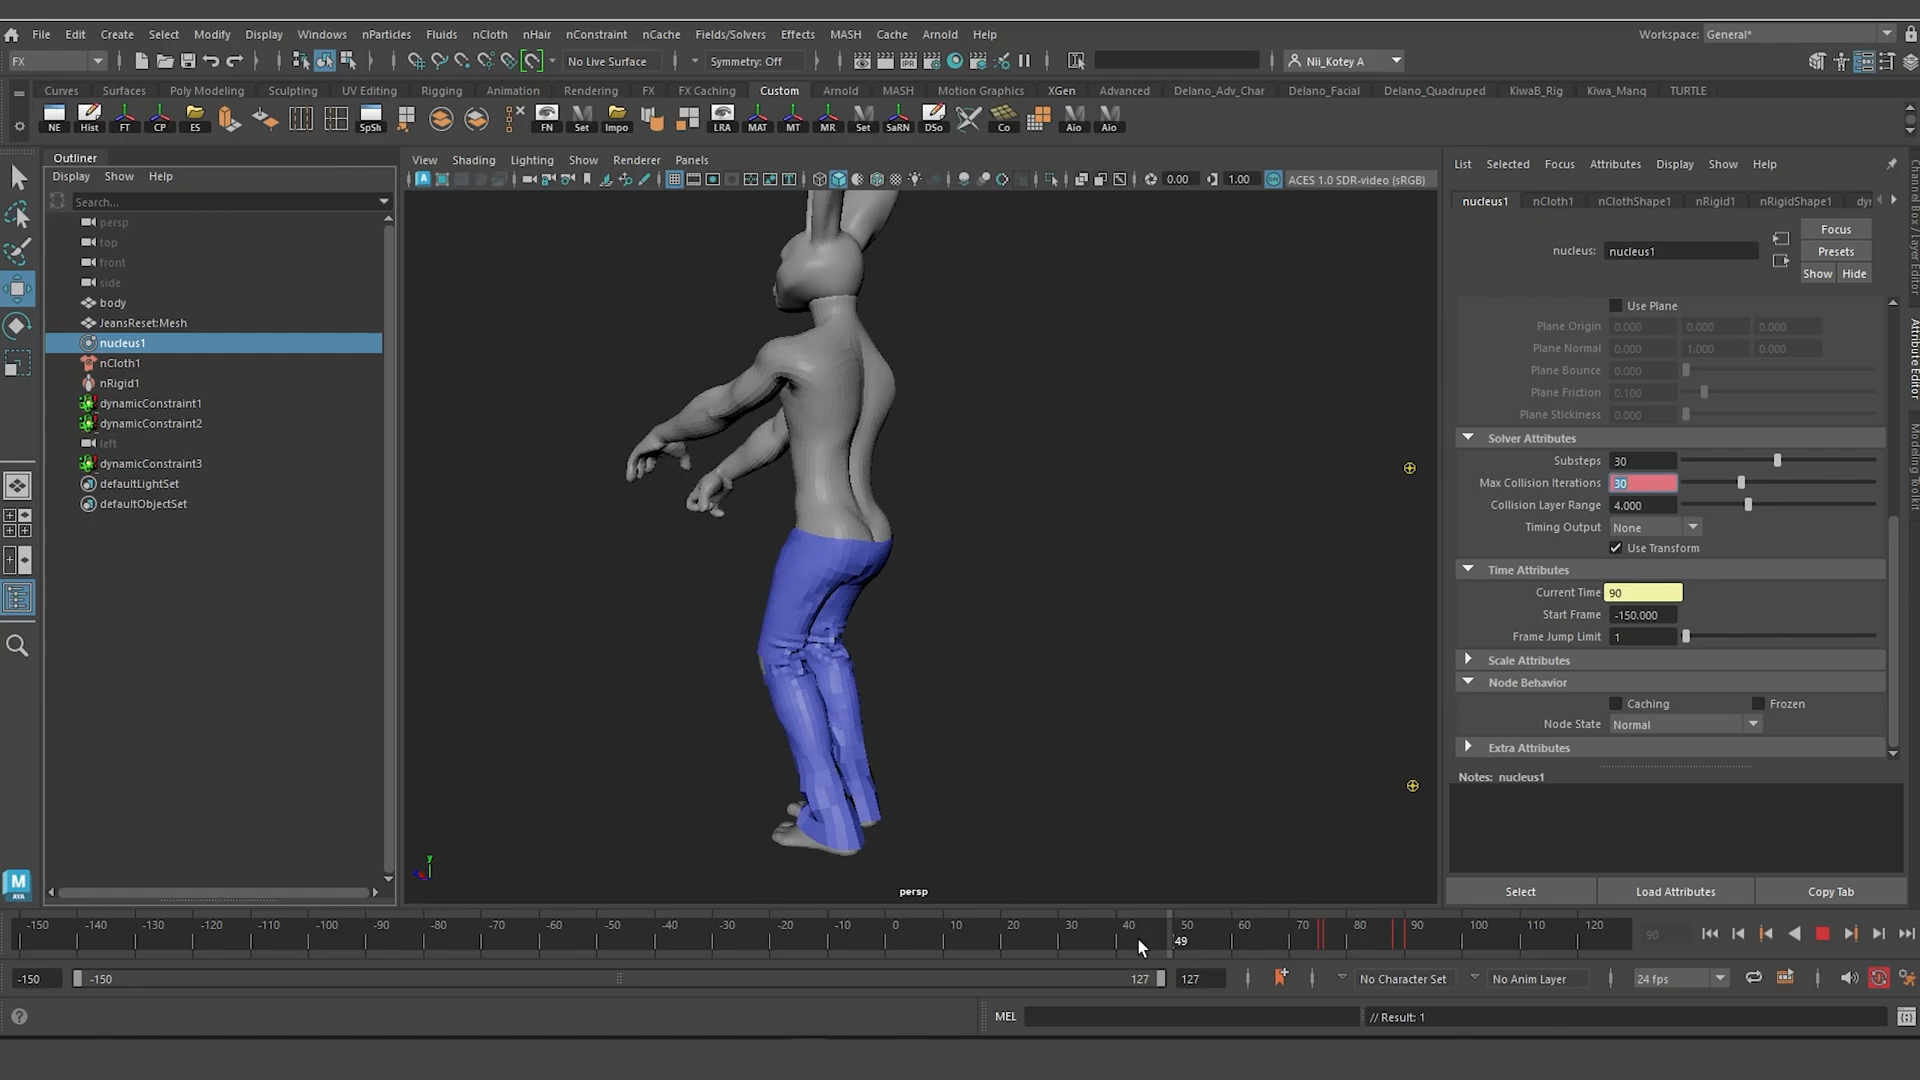 File Edit Create Select Modify Display Windows nParticles Fluids nCloth nHair nConstraint nCache Fields/Solvers Effects MASH Cache Arnold Help
Workspace: General*
FX No Live Surface Symmetry: Off Nii_Kotey A
Curves Surfaces Poly Modeling Sculpting UV Editing Rigging Animation Rendering FX FX Caching Custom Arnold MASH Motion Graphics XGen Advanced Delano_Adv_Char Delano_Facial Delano_Quadruped KiwaB_Rig Kiwa_Manq TURTLE
NE Hist FT CP ES SpSh FN Set Impo LRA MAT MT MR Set SaRN DSo Co Aio Aio
Outliner
Display Show Help
Search...
persp
top
front
side
body
JeansReset:Mesh
nucleus1
nCloth1
nRigid1
dynamicConstraint1
dynamicConstraint2
left
dynamicConstraint3
defaultLightSet
defaultObjectSet
View Shading Lighting Show Renderer Panels
0.00 1.00 ACES 1.0 SDR-video (sRGB)
persp
y
List Selected Focus Attributes Display Show Help
nucleus1 nCloth1 nClothShape1 nRigid1 nRigidShape1 dyr
nucleus: nucleus1
Focus
Presets
Show Hide
Use Plane
Plane Origin 0.000 0.000 0.000
Plane Normal 0.000 1.000 0.000
Plane Bounce 0.000
Plane Friction 0.100
Plane Stickiness 0.000
Solver Attributes
Substeps 30
Max Collision Iterations 30
Collision Layer Range 4.000
Timing Output None
Use Transform
Time Attributes
Current Time 90
Start Frame -150.000
Frame Jump Limit 1
Scale Attributes
Node Behavior
Caching Frozen
Node State Normal
Extra Attributes
Notes: nucleus1
Select Load Attributes Copy Tab
Channel Box / Layer Editor
Attribute Editor
Modeling Toolkit
M
AYA
-150 -140 -130 -120 -110 -100 -90 -80 -70 -60 -50 -40 -30 -20 -10 0 10 20 30 40 50 60 70 80 90 100 110 120
49
90
-150 -150 127 127 No Character Set No Anim Layer 24 fps
MEL // Result: 1